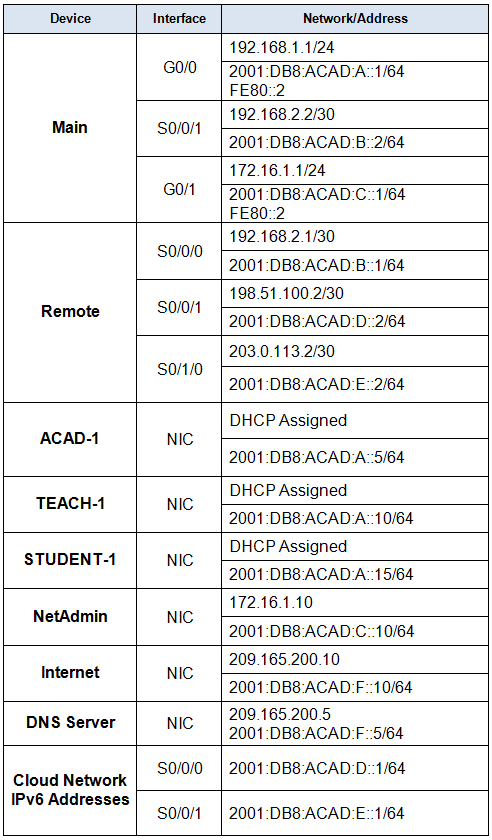 Device Interface Network/Address
Main
G0/0
192.168.1.1/24
2001:DB8:ACAD:A::1/64
FE80::2
S0/0/1
192.168.2.2/30
2001:DB8:ACAD:B::2/64
G0/1
172.16.1.1/24
2001:DB8:ACAD:C::1/64
FE80::2
Remote
S0/0/0
192.168.2.1/30
2001:DB8:ACAD:B::1/64
S0/0/1
198.51.100.2/30
2001:DB8:ACAD:D::2/64
S0/1/0
203.0.113.2/30
2001:DB8:ACAD:E::2/64
ACAD-1
NIC
DHCP Assigned
2001:DB8:ACAD:A::5/64
TEACH-1
NIC
DHCP Assigned
2001:DB8:ACAD:A::10/64
STUDENT-1
NIC
DHCP Assigned
2001:DB8:ACAD:A::15/64
NetAdmin
NIC
172.16.1.10
2001:DB8:ACAD:C::10/64
Internet
NIC
209.165.200.10
2001:DB8:ACAD:F::10/64
DNS Server
NIC
209.165.200.5
2001:DB8:ACAD:F::5/64
Cloud Network
IPv6 Addresses
S0/0/0
2001:DB8:ACAD:D::1/64
S0/0/1
2001:DB8:ACAD:E::1/64